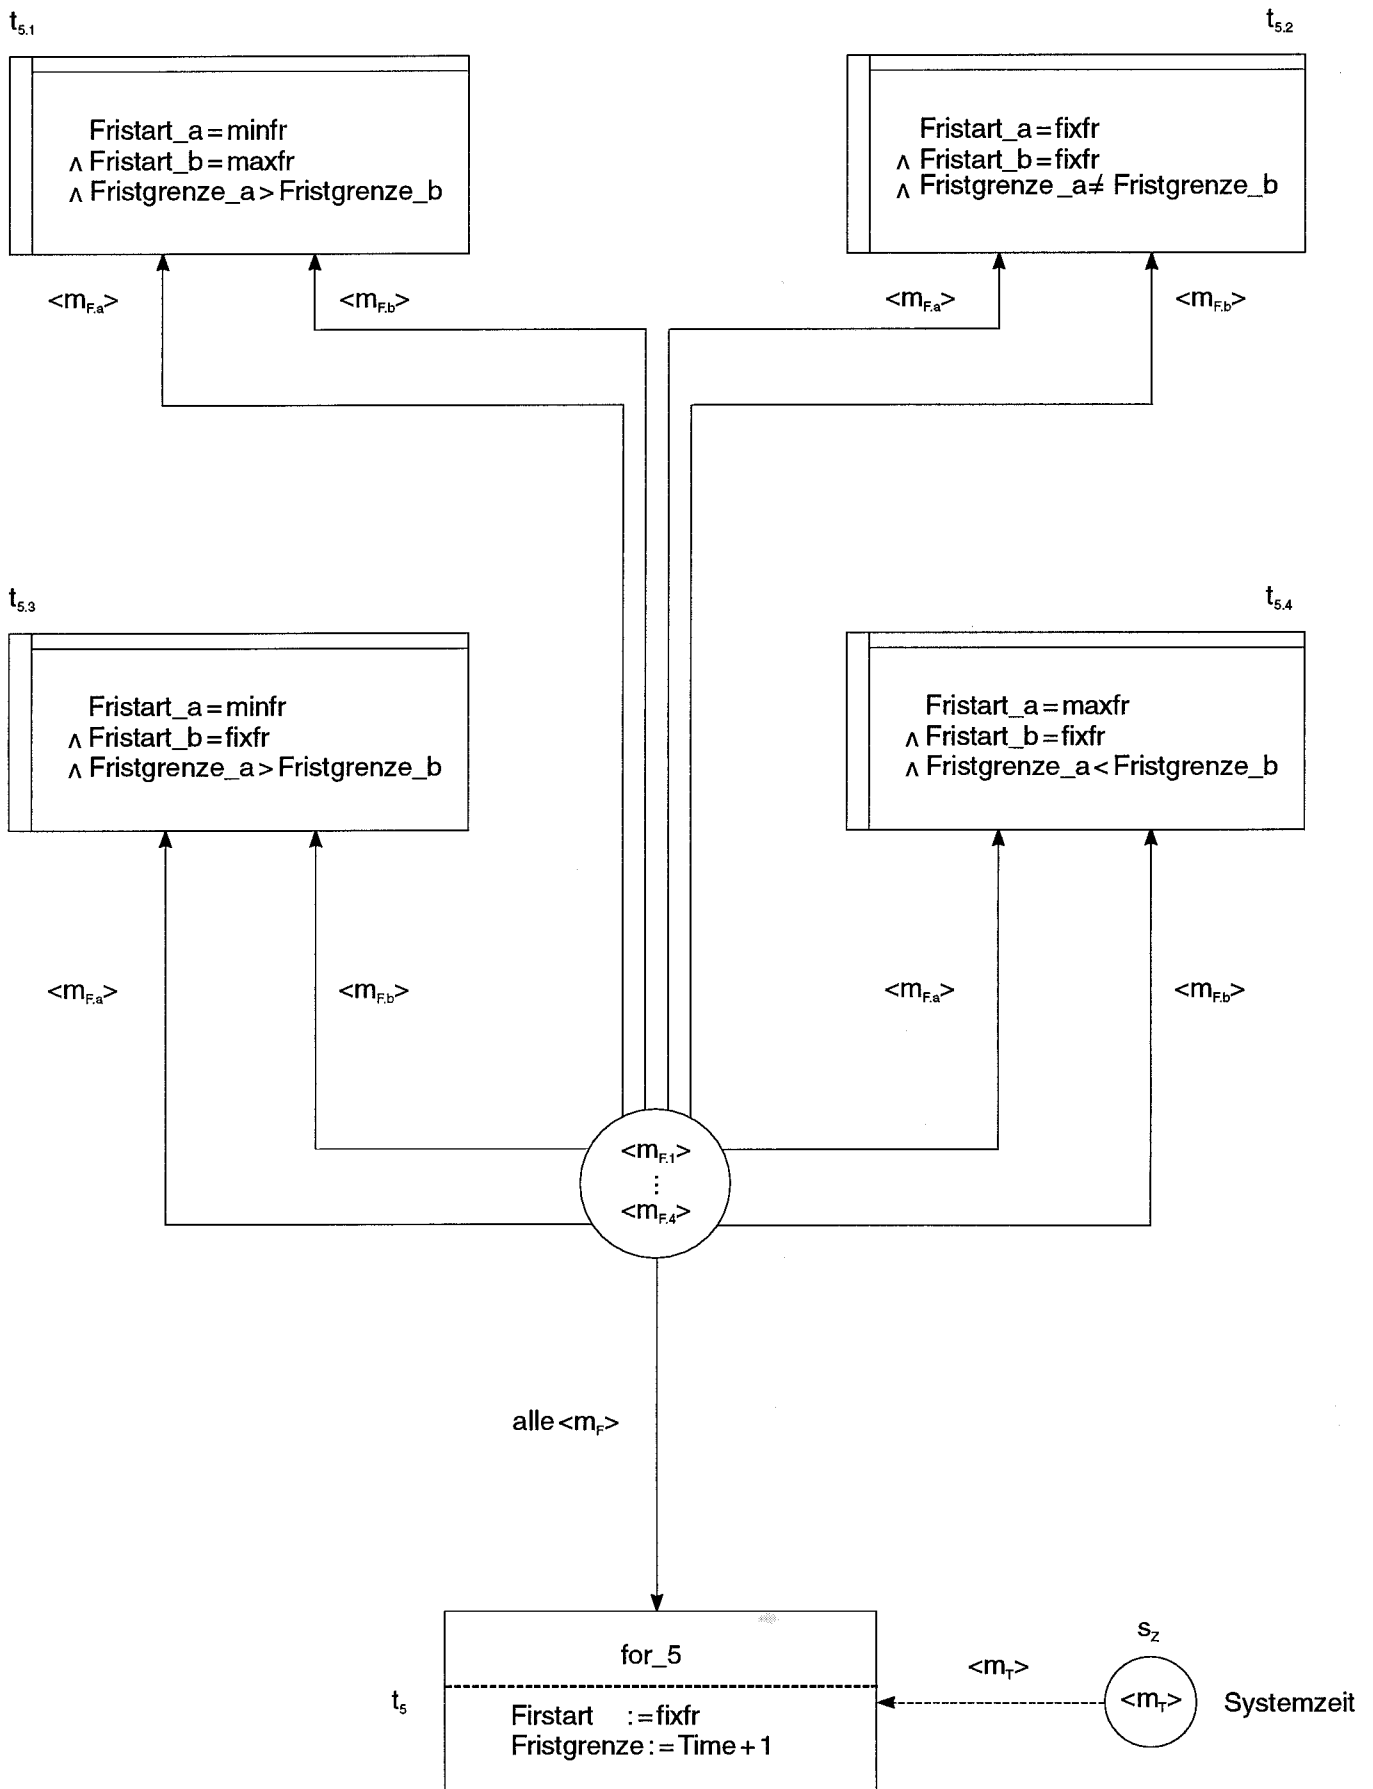 t5.1
t5.2
Fristart_a=minfr
∧ Fristart_b=maxfr
∧ Fristgrenze_a>Fristgrenze_b
Fristart_a=fixfr
∧ Fristart_b=fixfr
∧ Fristgrenze_a≠ Fristgrenze_b
<mF.a>
<mF.b>
<mF.a>
<mF.b>
t5.3
t5.4
Fristart_a=minfr
∧ Fristart_b=fixfr
∧ Fristgrenze_a>Fristgrenze_b
Fristart_a=maxfr
∧ Fristart_b=fixfr
∧ Fristgrenze_a<Fristgrenze_b
<mF.a>
<mF.b>
<mF.a>
<mF.b>
<mF.1>
⋮
<mF.4>
alle <mF>
for_5
t5
Firstart :=fixfr
Fristgrenze:=Time+1
<mT>
sZ
<mT>
Systemzeit